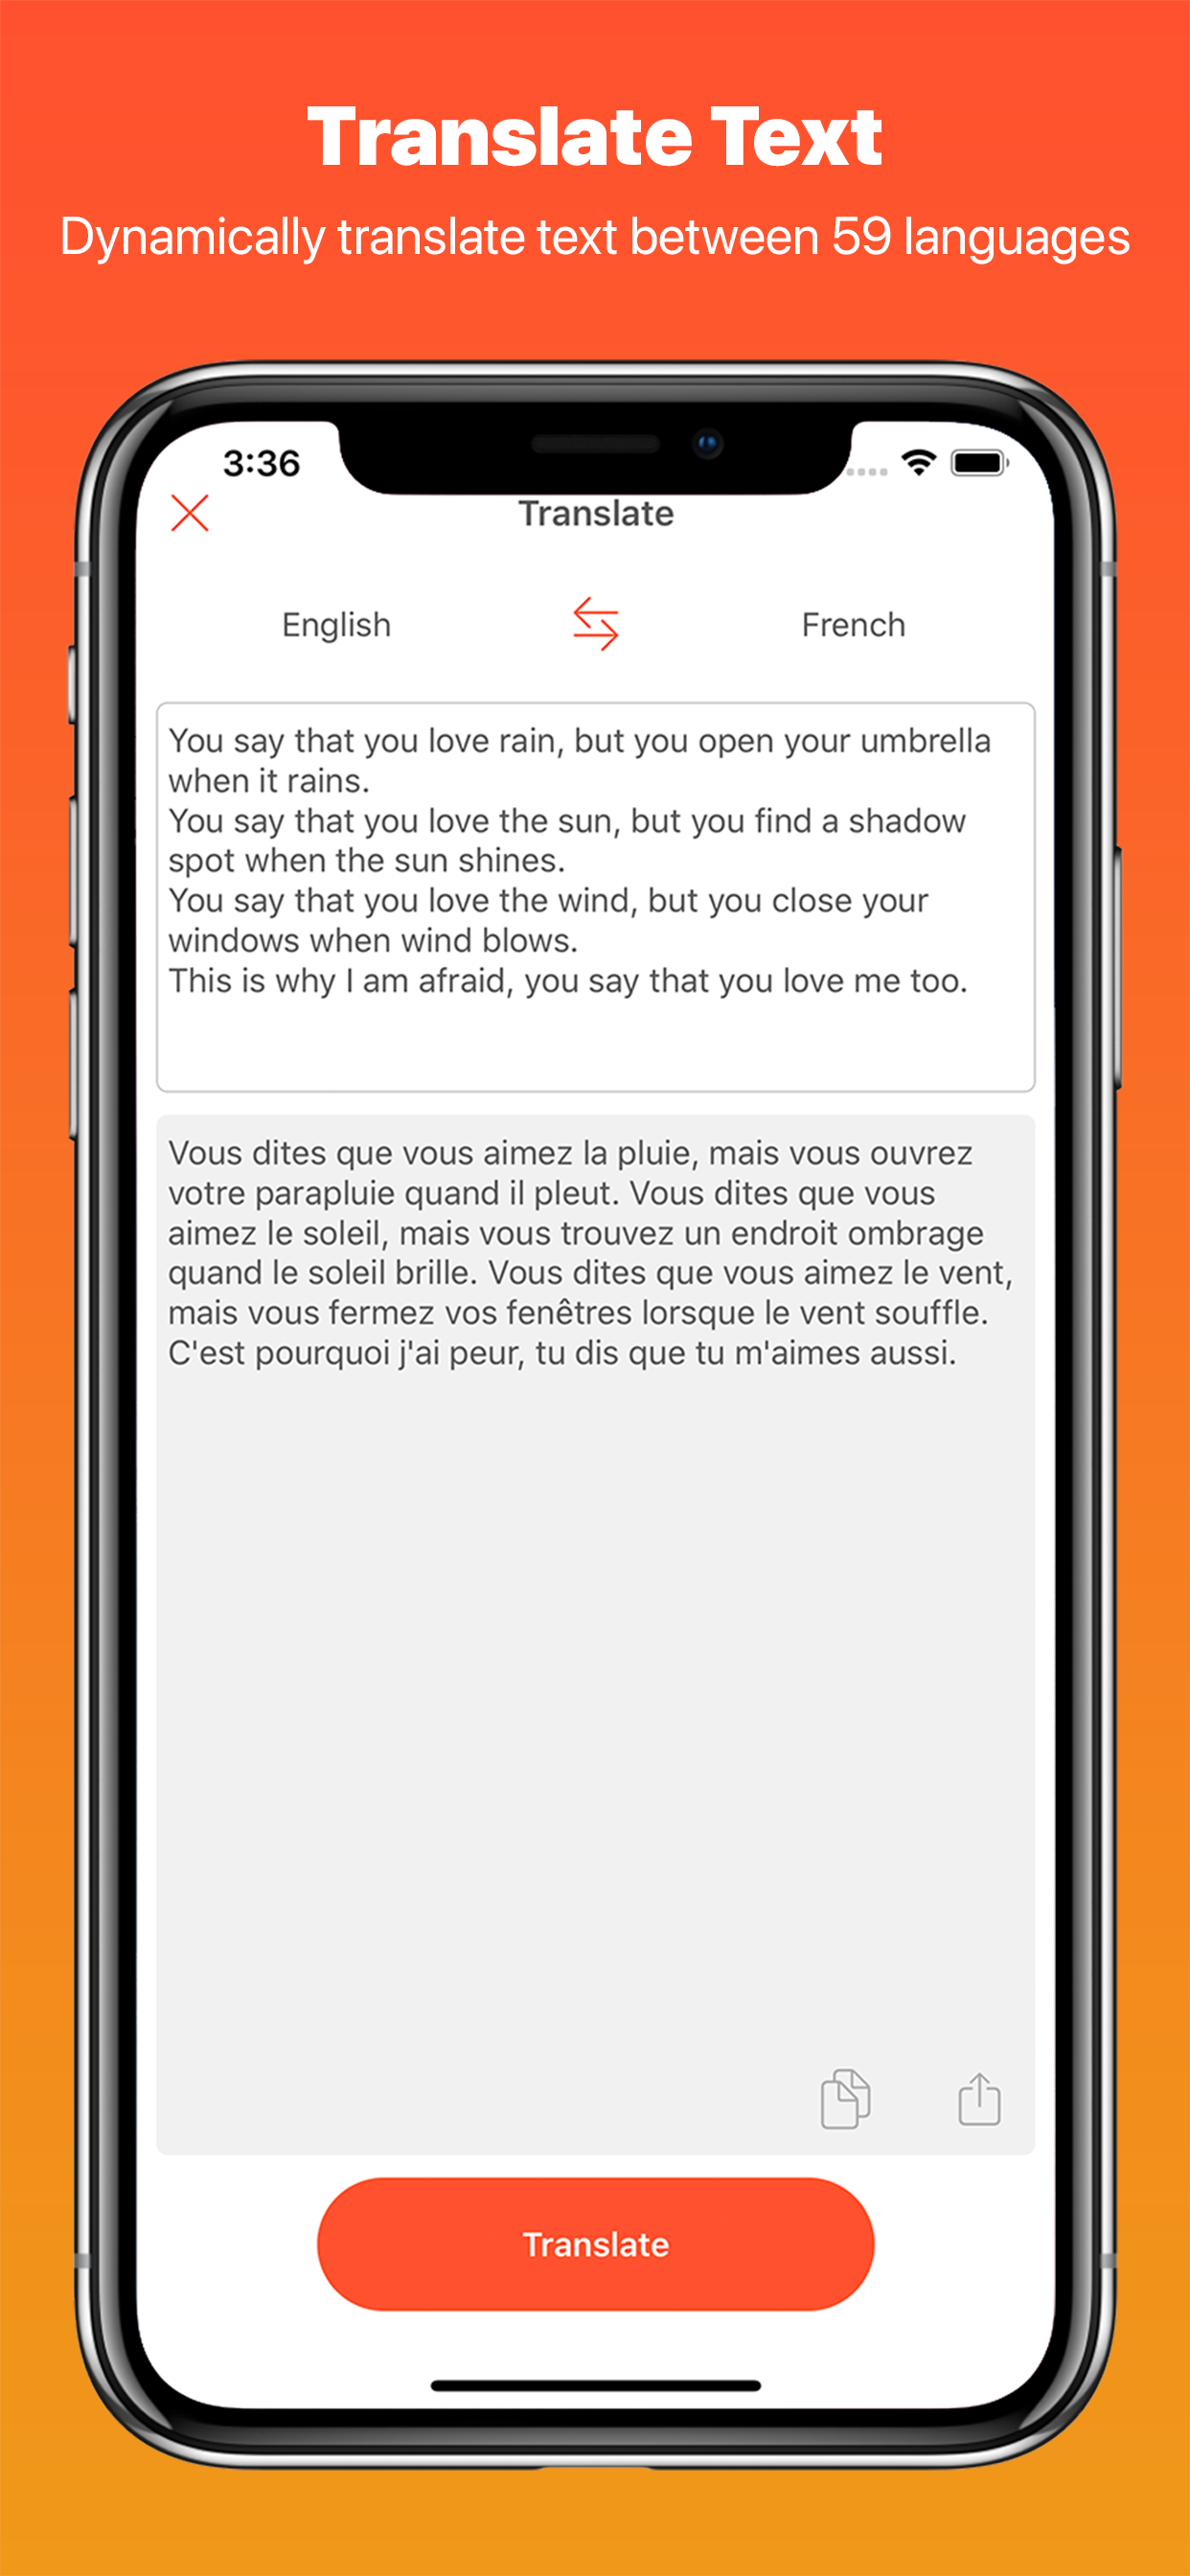 Translate Text
Dynamically translate text between 59 languages
3:36
Translate
English
French
You say that you love rain, but you open your umbrella
when it rains.
You say that you love the sun, but you find a shadow
spot when the sun shines.
You say that you love the wind, but you close your
windows when wind blows.
This is why I am afraid, you say that you love me too.
Vous dites que vous aimez la pluie, mais vous ouvrez
votre parapluie quand il pleut. Vous dites que vous
aimez le soleil, mais vous trouvez un endroit ombrage
quand le soleil brille. Vous dites que vous aimez le vent,
mais vous fermez vos fenêtres lorsque le vent souffle.
C'est pourquoi j'ai peur, tu dis que tu m'aimes aussi.
Translate